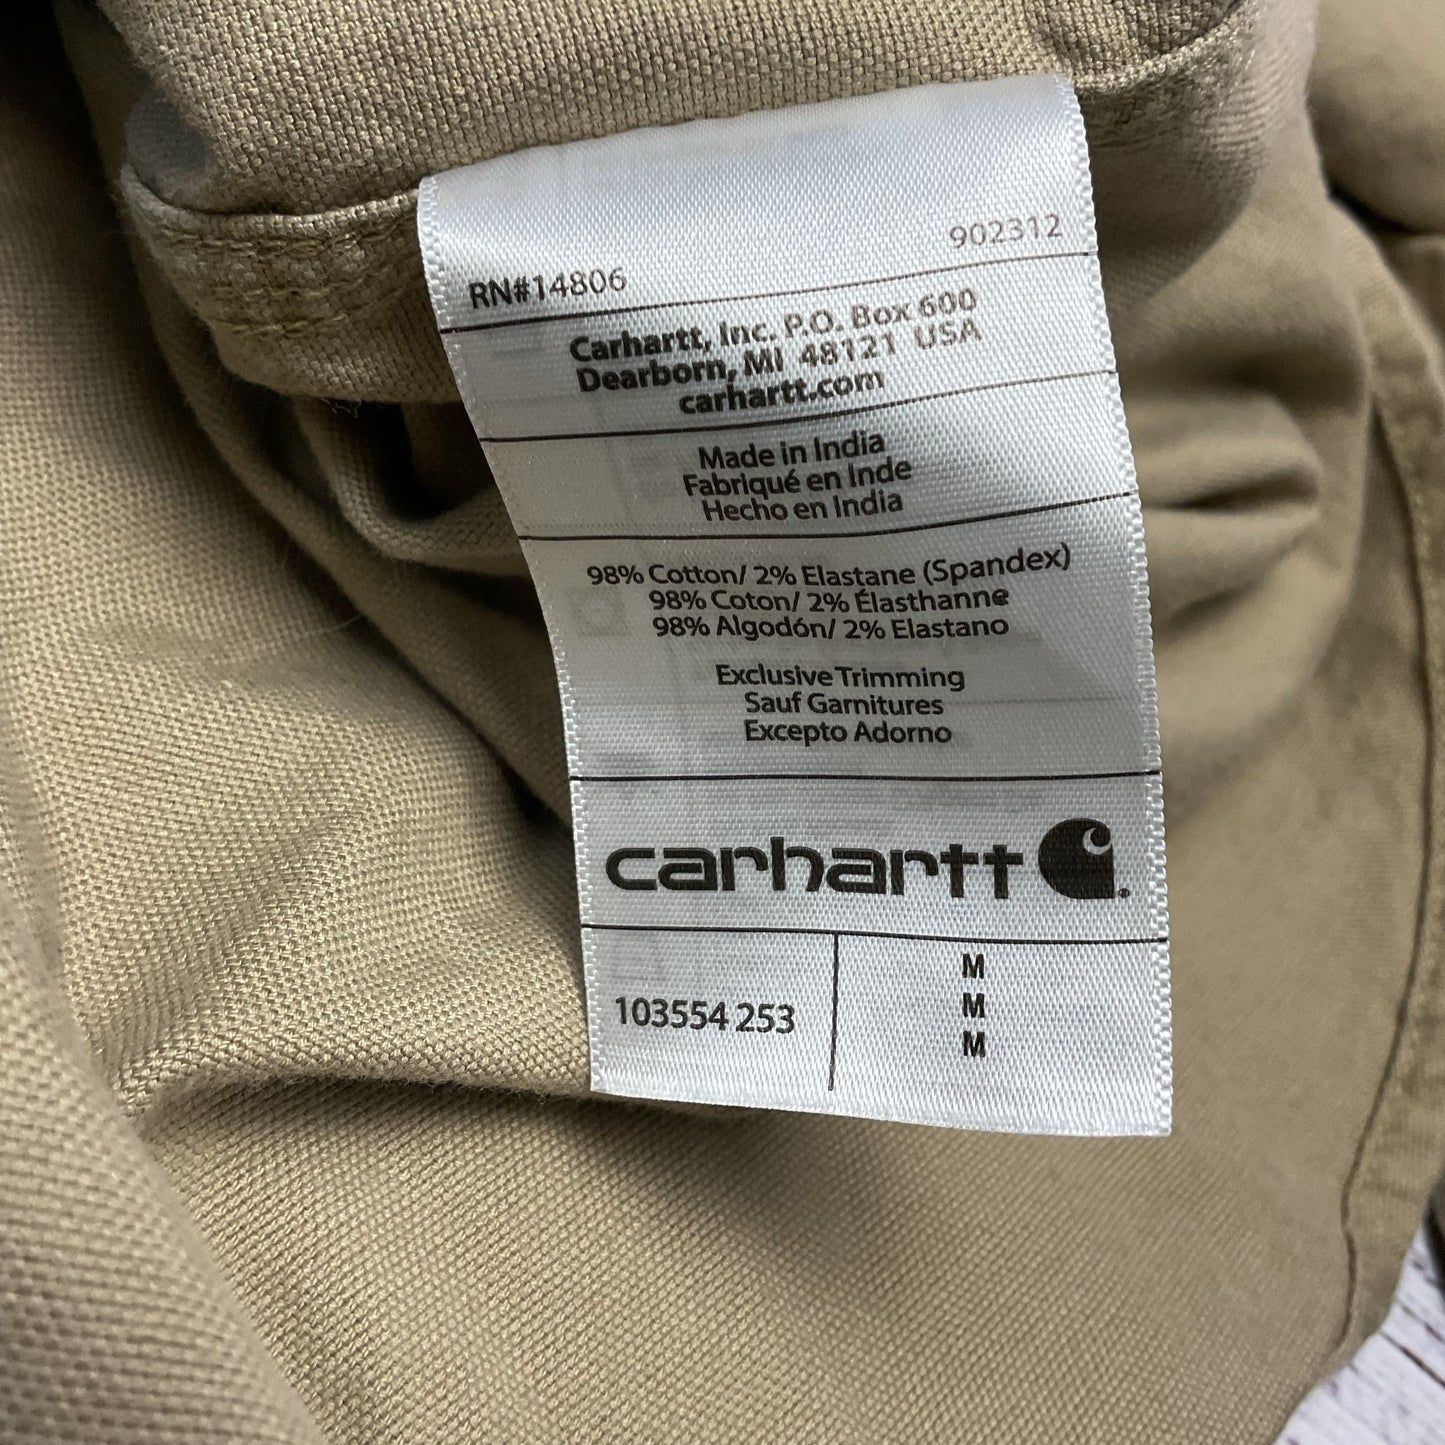 902312
RN#14806
Carhartt, Inc. P.O. Box 600
Dearborn, MI 48121 USA
carhartt.com
Made in India
Fabriqué en Inde
Hecho en India
98% Cotton/ 2% Elastane (Spandex)
98% Coton/ 2% Élasthanne
98% Algodón/ 2% Elastano
Exclusive Trimming
Sauf Garnitures
Excepto Adorno
carhartt
103554 253
M
M
M